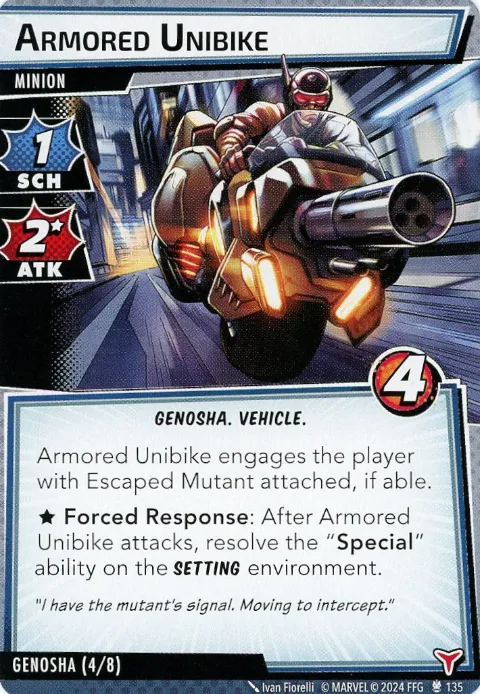 ARMORED UNIBIKE
MINION
1
SCH
2★
ATK
4
GENOSHA. VEHICLE.
Armored Unibike engages the player
with Escaped Mutant attached, if able.
★ Forced Response: After Armored
Unibike attacks, resolve the “Special”
ability on the SETTING environment.
"I have the mutant's signal. Moving to intercept."
GENOSHA (4/8)
Ivan Fiorelli © MARVEL © 2024 FFG 135